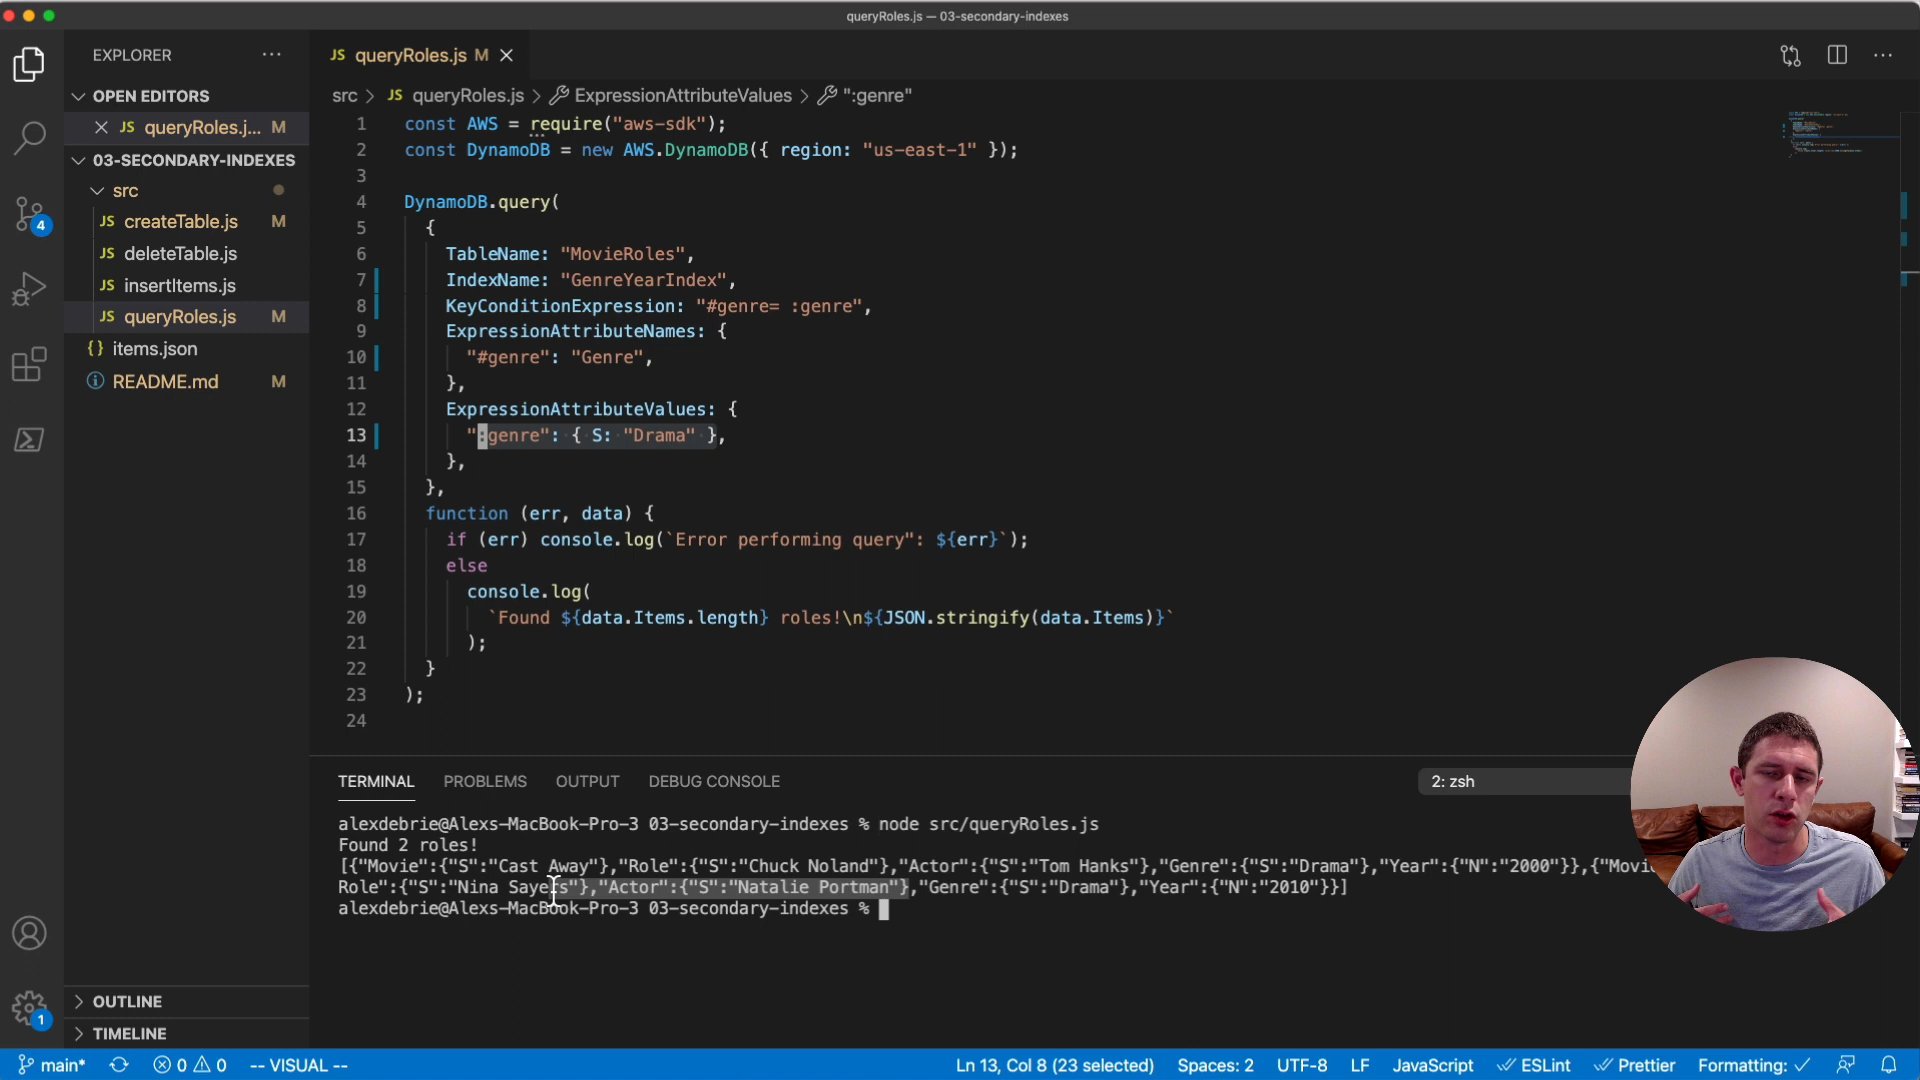 queryRoles.js — 03-secondary-indexes
EXPLORER
JS queryRoles.js M
OPEN EDITORS
JS queryRoles.j... M
03-SECONDARY-INDEXES
src
JS createTable.js M
JS deleteTable.js
JS insertItems.js
JS queryRoles.js M
{} items.json
README.md M
OUTLINE
TIMELINE
4
1
src > JS queryRoles.js > ExpressionAttributeValues > ":genre"
1 const AWS = require("aws-sdk");
2 const DynamoDB = new AWS.DynamoDB({ region: "us-east-1" });
3
4 DynamoDB.query(
5 {
6 TableName: "MovieRoles",
7 IndexName: "GenreYearIndex",
8 KeyConditionExpression: "#genre= :genre",
9 ExpressionAttributeNames: {
10 "#genre": "Genre",
11 },
12 ExpressionAttributeValues: {
13 ":genre": { S: "Drama" },
14 },
15 },
16 function (err, data) {
17 if (err) console.log(`Error performing query": ${err}`);
18 else
19 console.log(
20 `Found ${data.Items.length} roles!\n${JSON.stringify(data.Items)}`
21 );
22 }
23 );
24
TERMINAL PROBLEMS OUTPUT DEBUG CONSOLE 2: zsh
alexdebrie@Alexs-MacBook-Pro-3 03-secondary-indexes % node src/queryRoles.js
Found 2 roles!
[{"Movie":{"S":"Cast Away"},"Role":{"S":"Chuck Noland"},"Actor":{"S":"Tom Hanks"},"Genre":{"S":"Drama"},"Year":{"N":"2000"}},{"Movi
Role":{"S":"Nina Sayers"},"Actor":{"S":"Natalie Portman"},"Genre":{"S":"Drama"},"Year":{"N":"2010"}}]
alexdebrie@Alexs-MacBook-Pro-3 03-secondary-indexes %
main* 0 0 -- VISUAL -- Ln 13, Col 8 (23 selected) Spaces: 2 UTF-8 LF JavaScript ESLint Prettier Formatting: